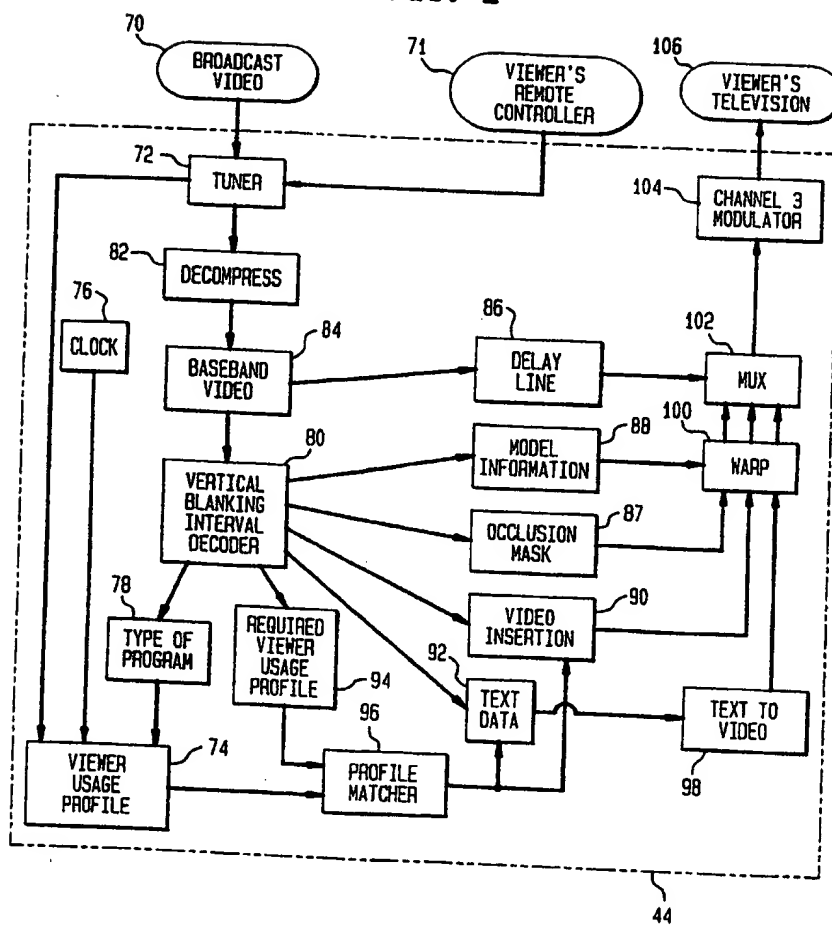 70
BROADCAST
VIDEO
71
VIEWER'S
REMOTE
CONTROLLER
106
VIEWER'S
TELEVISION
72
TUNER
104
CHANNEL 3
MODULATOR
82
DECOMPRESS
76
CLOCK
84
BASEBAND
VIDEO
86
DELAY
LINE
102
MUX
80
VERTICAL
BLANKING
INTERVAL
DECODER
88
MODEL
INFORMATION
100
WARP
87
OCCLUSION
MASK
78
TYPE OF
PROGRAM
REQUIRED
VIEWER
USAGE
PROFILE
94
90
VIDEO
INSERTION
92
TEXT
DATA
TEXT TO
VIDEO
98
74
VIEWER
USAGE
PROFILE
96
PROFILE
MATCHER
44